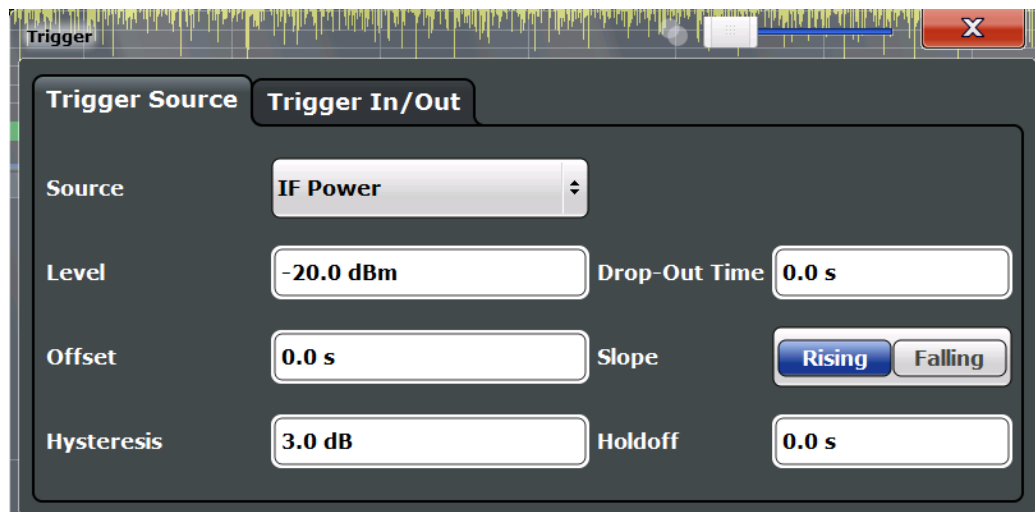 Trigger
X
Trigger Source Trigger In/Out
Source IF Power
Level -20.0 dBm Drop-Out Time 0.0 s
Offset 0.0 s Slope Rising Falling
Hysteresis 3.0 dB Holdoff 0.0 s